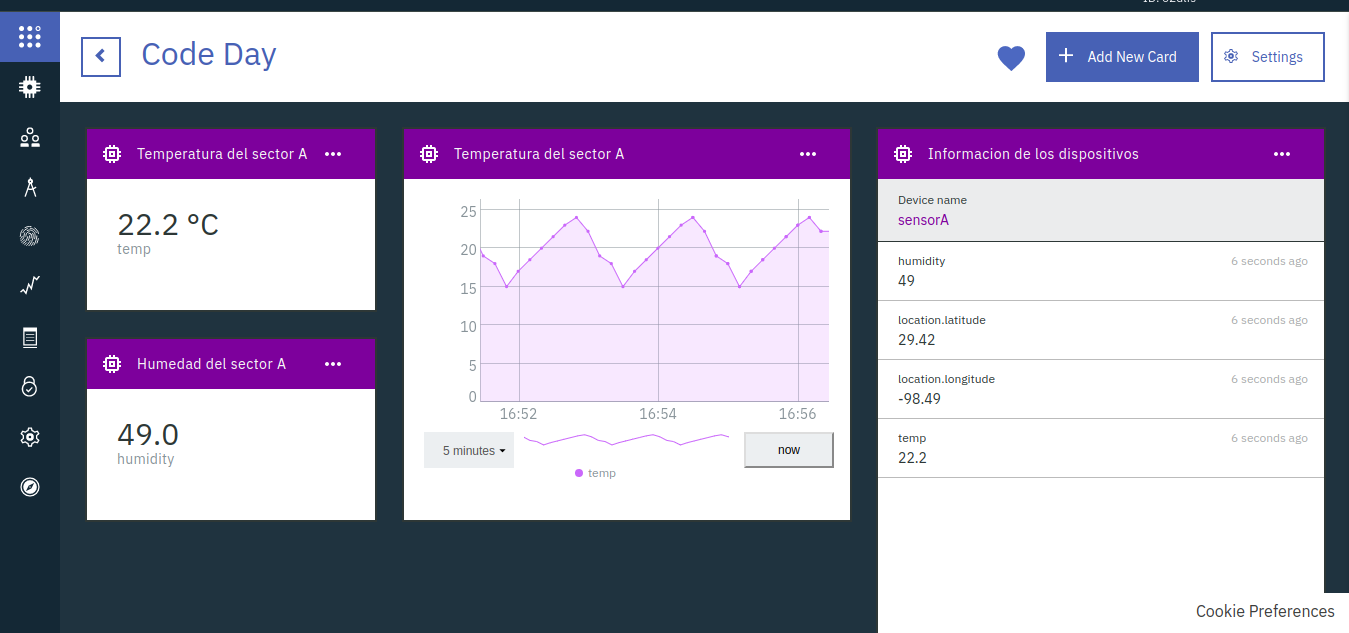 Code Day
Add New Card
Settings
Temperatura del sector A
22.2 °C
temp
Humedad del sector A
49.0
humidity
Temperatura del sector A
25
20
15
10
5
0
16:52
16:54
16:56
5 minutes
now
temp
Informacion de los dispositivos
Device name
sensorA
humidity
6 seconds ago
49
location.latitude
6 seconds ago
29.42
location.longitude
6 seconds ago
-98.49
temp
6 seconds ago
22.2
Cookie Preferences